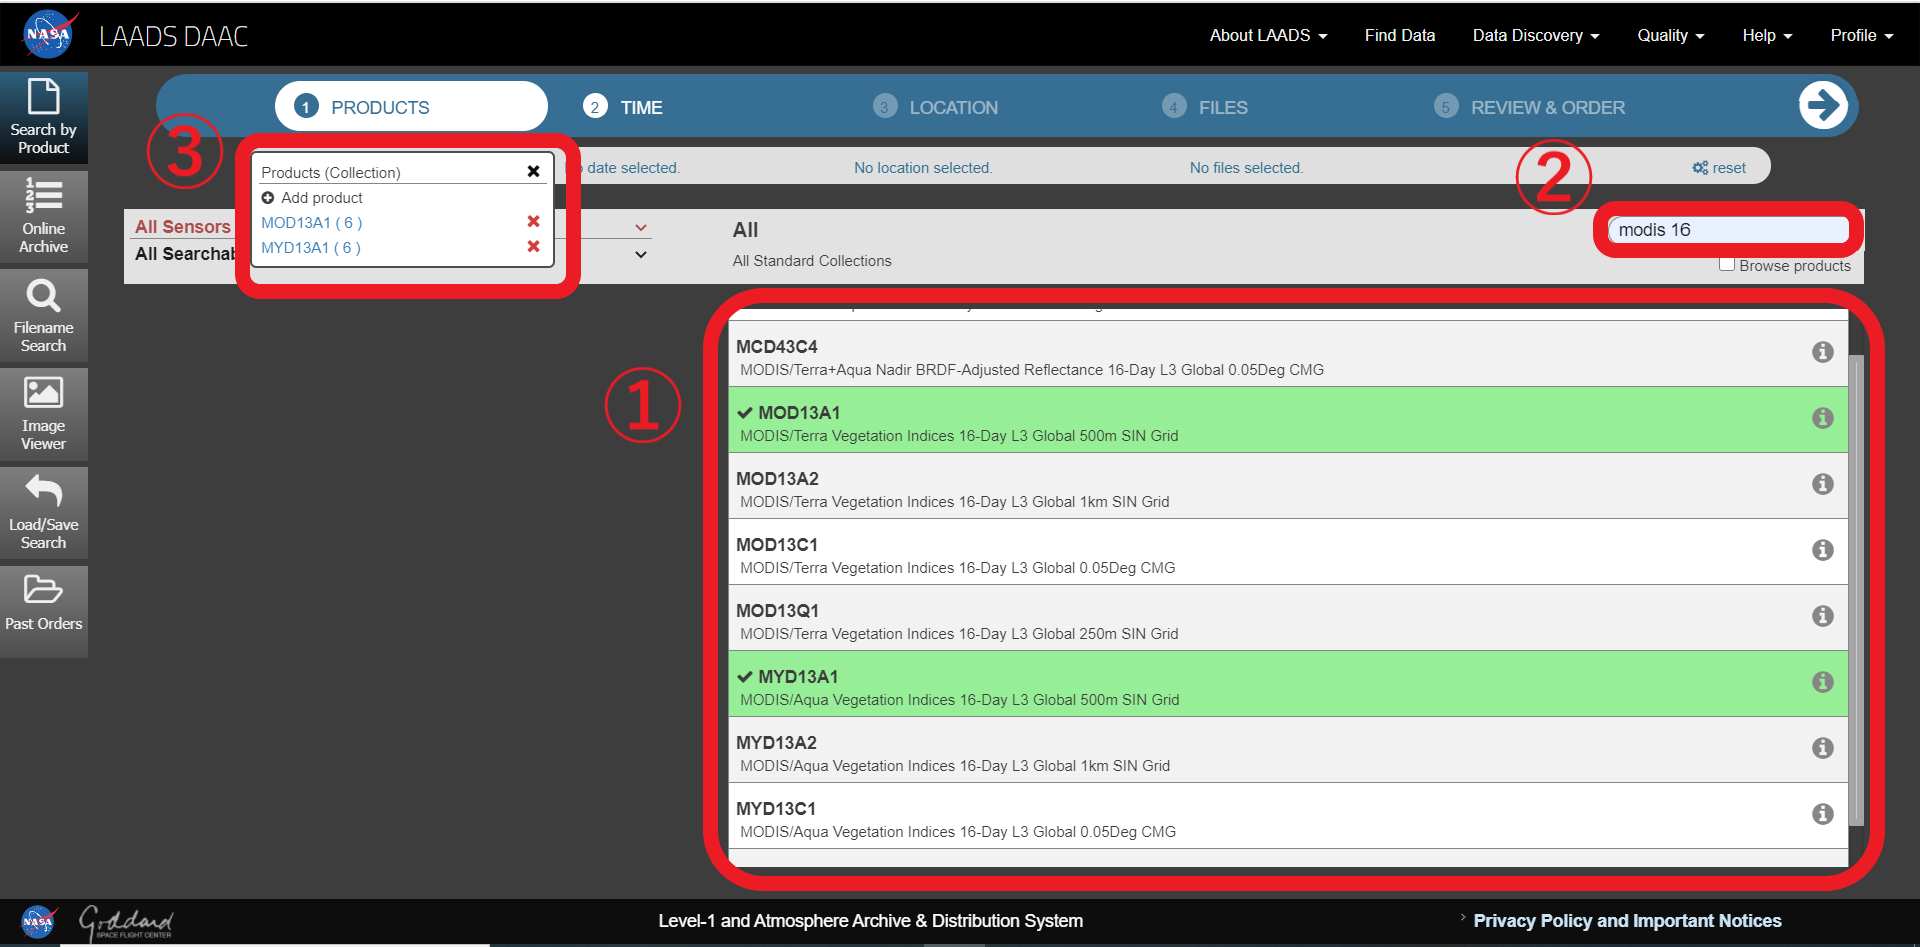 NASA
LAADS DAAC
About LAADS
Find Data
Data Discovery
Quality
Help
Profile
Search by
Product
Online
Archive
Filename
Search
Image
Viewer
Load/Save
Search
Past Orders
1 PRODUCTS
2 TIME
3 LOCATION
4 FILES
5 REVIEW & ORDER
③
Products (Collection)
Add product
MOD13A1 ( 6 )
MYD13A1 ( 6 )
date selected.
No location selected.
No files selected.
reset
②
All Sensors
All Searchab
All
All Standard Collections
modis 16
Browse products
①
MCD43C4
MODIS/Terra+Aqua Nadir BRDF-Adjusted Reflectance 16-Day L3 Global 0.05Deg CMG
MOD13A1
MODIS/Terra Vegetation Indices 16-Day L3 Global 500m SIN Grid
MOD13A2
MODIS/Terra Vegetation Indices 16-Day L3 Global 1km SIN Grid
MOD13C1
MODIS/Terra Vegetation Indices 16-Day L3 Global 0.05Deg CMG
MOD13Q1
MODIS/Terra Vegetation Indices 16-Day L3 Global 250m SIN Grid
MYD13A1
MODIS/Aqua Vegetation Indices 16-Day L3 Global 500m SIN Grid
MYD13A2
MODIS/Aqua Vegetation Indices 16-Day L3 Global 1km SIN Grid
MYD13C1
MODIS/Aqua Vegetation Indices 16-Day L3 Global 0.05Deg CMG
NASA
Goddard
SPACE FLIGHT CENTER
Level-1 and Atmosphere Archive & Distribution System
Privacy Policy and Important Notices